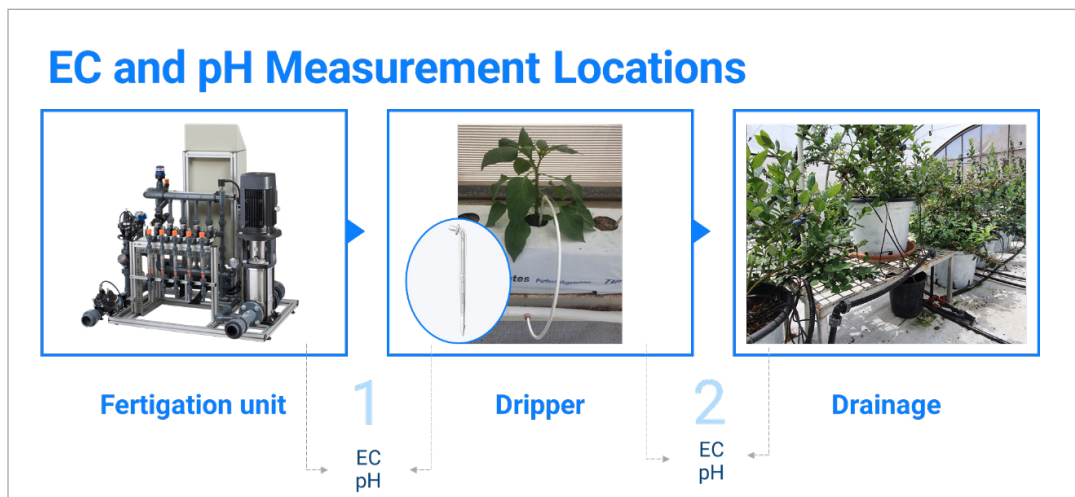 EC and pH Measurement Locations
Fertigation unit
1
EC
pH
Dripper
2
EC
pH
Drainage